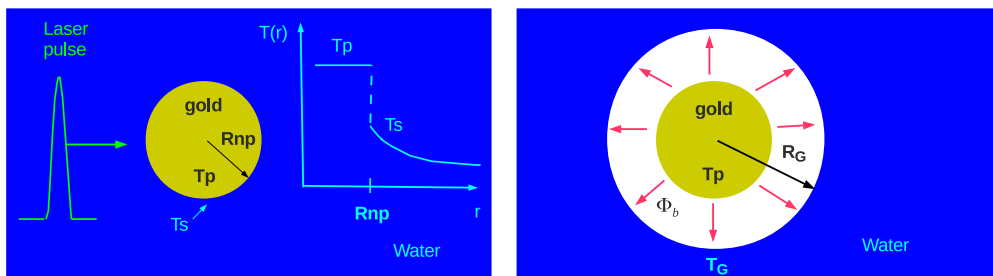 Laser
pulse
T(r)
Tp
gold
Rnp
Tp
Ts
Ts
Rnp
r
Water
gold
Tp
R_G
Φ_b
Water
T_G